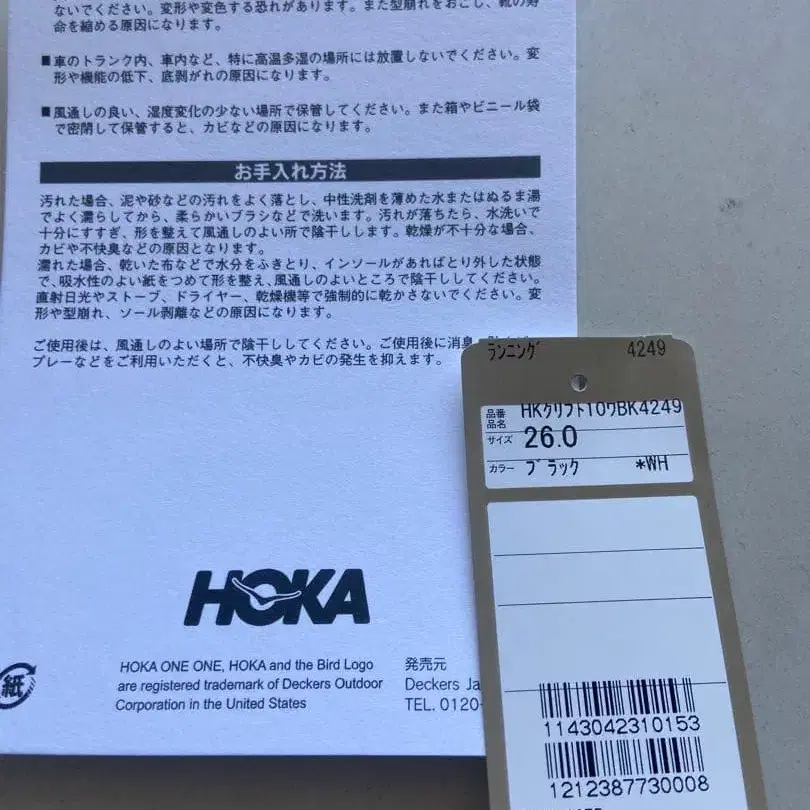 ないでください。変形や変色する恐れがあります。また型崩れをおこし、靴の寿
命を縮める原因になります。
■車のトランク内、車内など、特に高温多湿の場所には放置しないでください。変
形や機能の低下、底剥がれの原因になります。
■風通しの良い、湿度変化の少ない場所で保管してください。また箱やビニール袋
で密閉して保管すると、カビなどの原因になります。
お手入れ方法
汚れた場合、泥や砂などの汚れをよく落とし、中性洗剤を薄めた水またはぬるま湯
でよく濡らしてから、柔らかいブラシなどで洗います。汚れが落ちたら、水洗いで
十分にすすぎ、形を整えて風通しのよい所で陰干しします。乾燥が不十分な場合、
カビや不快臭などの原因となります。
濡れた場合、乾いた布などで水分をふきとり、インソールがあればとり外した状態
で、吸水性のよい紙をつめて形を整え、風通しのよいところで陰干ししてください。
直射日光やストーブ、ドライヤー、乾燥機等で強制的に乾かさないでください。変
形や型崩れ、ソール剥離などの原因になります。
ご使用後は、風通しのよい場所で陰干ししてください。ご使用後に消臭
プレーなどをご利用いただくと、不快臭やカビの発生を抑えます。
HOKA
紙
HOKA ONE ONE, HOKA and the Bird Logo
are registered trademark of Deckers Outdoor
Corporation in the United States
発売元
Deckers Ja
TEL. 0120-
ランニング 4249
品番
品名 HKクリフト10ワBK4249
サイズ 26.0
カラー ブラック *WH
1143042310153
1212387730008